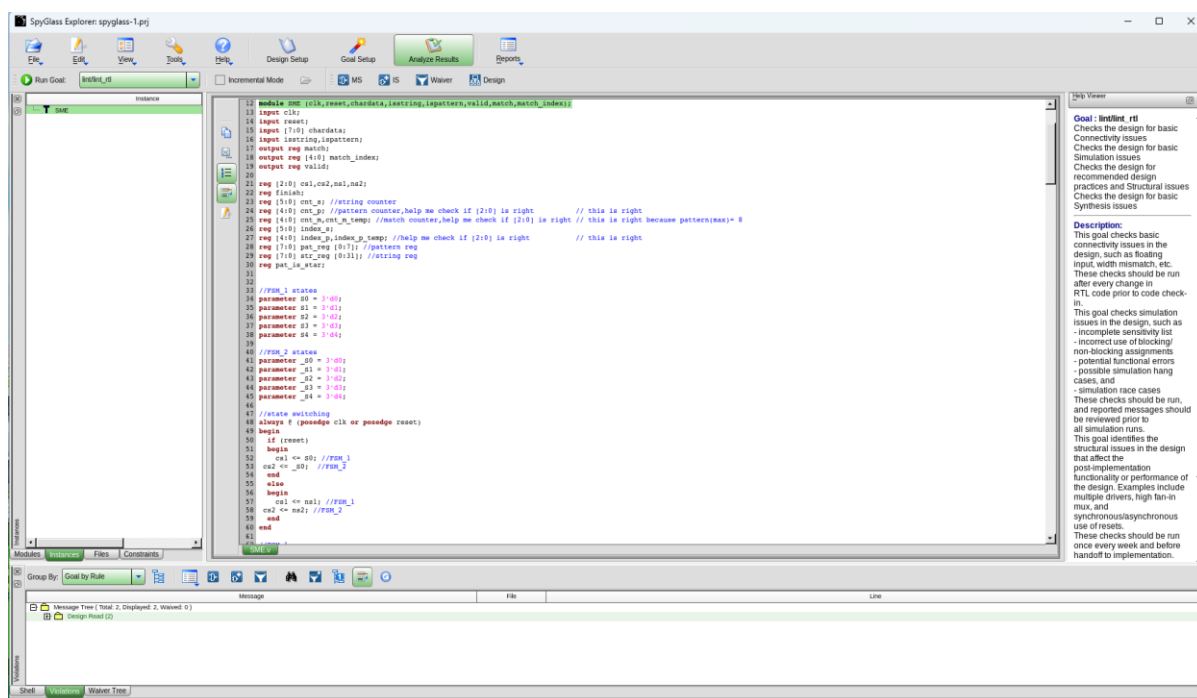 SpyGlass Explorer: spyglass-1.prj
File Edit View Tools Help Design Setup Goal Setup Analyze Results Reports
Run Goal: lint/lint_rtl Incremental Mode MS IS Waiver Design
Instance
SME
Instances
Modules Instances Files Constraints
12 module SME (clk,reset,chardata,isstring,ispattern,valid,match,match_index);
13 input clk;
14 input reset;
15 input [7:0] chardata;
16 input isstring,ispattern;
17 output reg match;
18 output reg [4:0] match_index;
19 output reg valid;
20
21 reg [2:0] cs1,cs2,ns1,ns2;
22 reg finish;
23 reg [5:0] cnt_s; //string counter
24 reg [4:0] cnt_p; //pattern counter,help me check if [2:0] is right // this is right
25 reg [4:0] cnt_m,cnt_m_temp; //match counter,help me check if [2:0] is right // this is right because pattern(max)= 8
26 reg [5:0] index_s;
27 reg [4:0] index_p,index_p_temp; //help me check if [2:0] is right // this is right
28 reg [7:0] pat_reg [0:7]; //pattern reg
29 reg [7:0] str_reg [0:31]; //string reg
30 reg pat_is_star;
31
32
33 //FSM_1 states
34 parameter S0 = 3'd0;
35 parameter S1 = 3'd1;
36 parameter S2 = 3'd2;
37 parameter S3 = 3'd3;
38 parameter S4 = 3'd4;
39
40 //FSM_2 states
41 parameter _S0 = 3'd0;
42 parameter _S1 = 3'd1;
43 parameter _S2 = 3'd2;
44 parameter _S3 = 3'd3;
45 parameter _S4 = 3'd4;
46
47 //state switching
48 always @ (posedge clk or posedge reset)
49 begin
50 if (reset)
51 begin
52 cs1 <= S0; //FSM_1
53 cs2 <= _S0; //FSM_2
54 end
55 else
56 begin
57 cs1 <= ns1; //FSM_1
58 cs2 <= ns2; //FSM_2
59 end
60 end
61
SME.v
Help Viewer
Goal : lint/lint_rtl
Checks the design for basic
Connectivity issues
Checks the design for basic
Simulation issues
Checks the design for
recommended design
practices and Structural issues
Checks the design for basic
Synthesis issues
Description:
This goal checks basic
connectivity issues in the
design, such as floating
input, width mismatch, etc.
These checks should be run
after every change in
RTL code prior to code check-
in.
This goal checks simulation
issues in the design, such as
- incomplete sensitivity list
- incorrect use of blocking/
non-blocking assignments
- potential functional errors
- possible simulation hang
cases, and
- simulation race cases
These checks should be run,
and reported messages should
be reviewed prior to
all simulation runs.
This goal identifies the
structural issues in the design
that affect the
post-implementation
functionality or performance of
the design. Examples include
multiple drivers, high fan-in
mux, and
synchronous/asynchronous
use of resets.
These checks should be run
once every week and before
handoff to implementation.
Group By: Goal by Rule
Message File Line
Message Tree ( Total: 2, Displayed: 2, Waived: 0 )
Design Read (2)
Violations
Shell Violations Waiver Tree